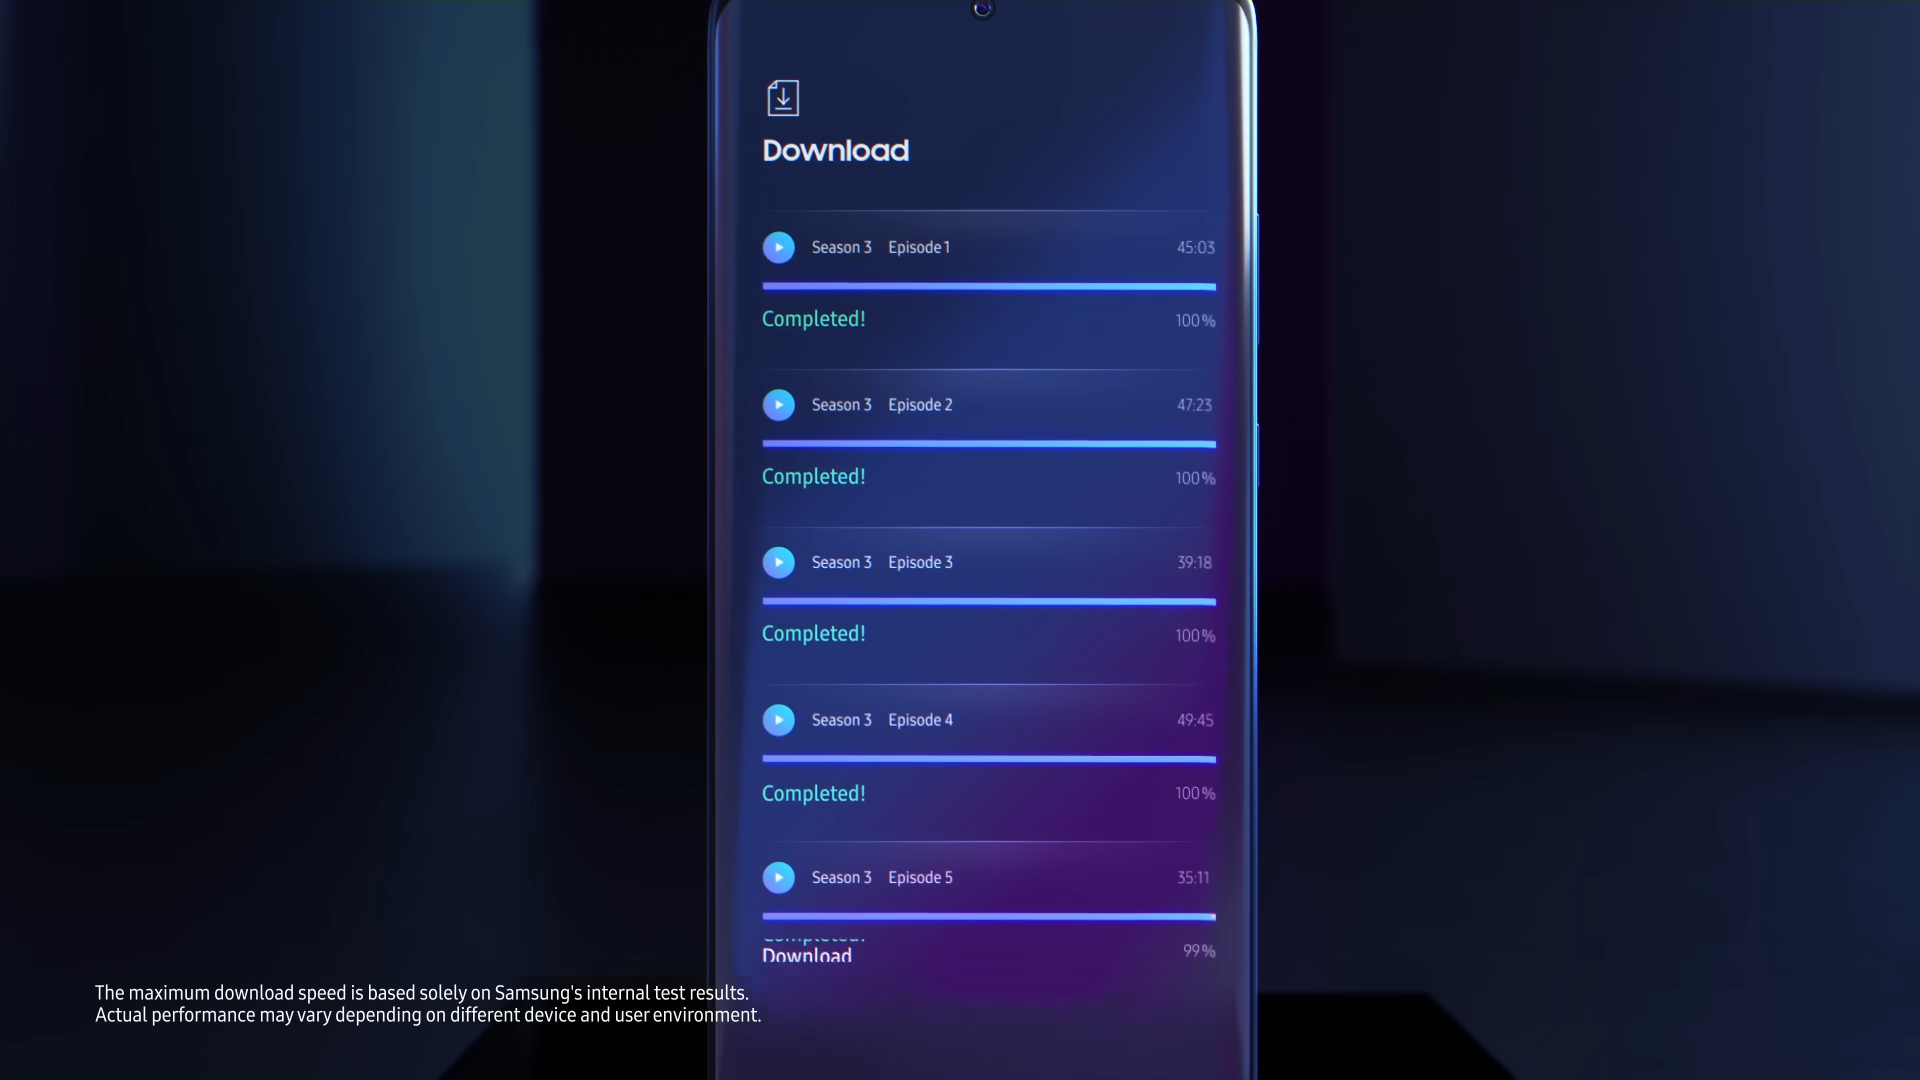 Download
Season 3 Episode 1 45:03
Completed! 100%
Season 3 Episode 2 47:23
Completed! 100%
Season 3 Episode 3 39:18
Completed! 100%
Season 3 Episode 4 49:45
Completed! 100%
Season 3 Episode 5 35:11
Completed!
Download 99%
The maximum download speed is based solely on Samsung's internal test results.
Actual performance may vary depending on different device and user environment.